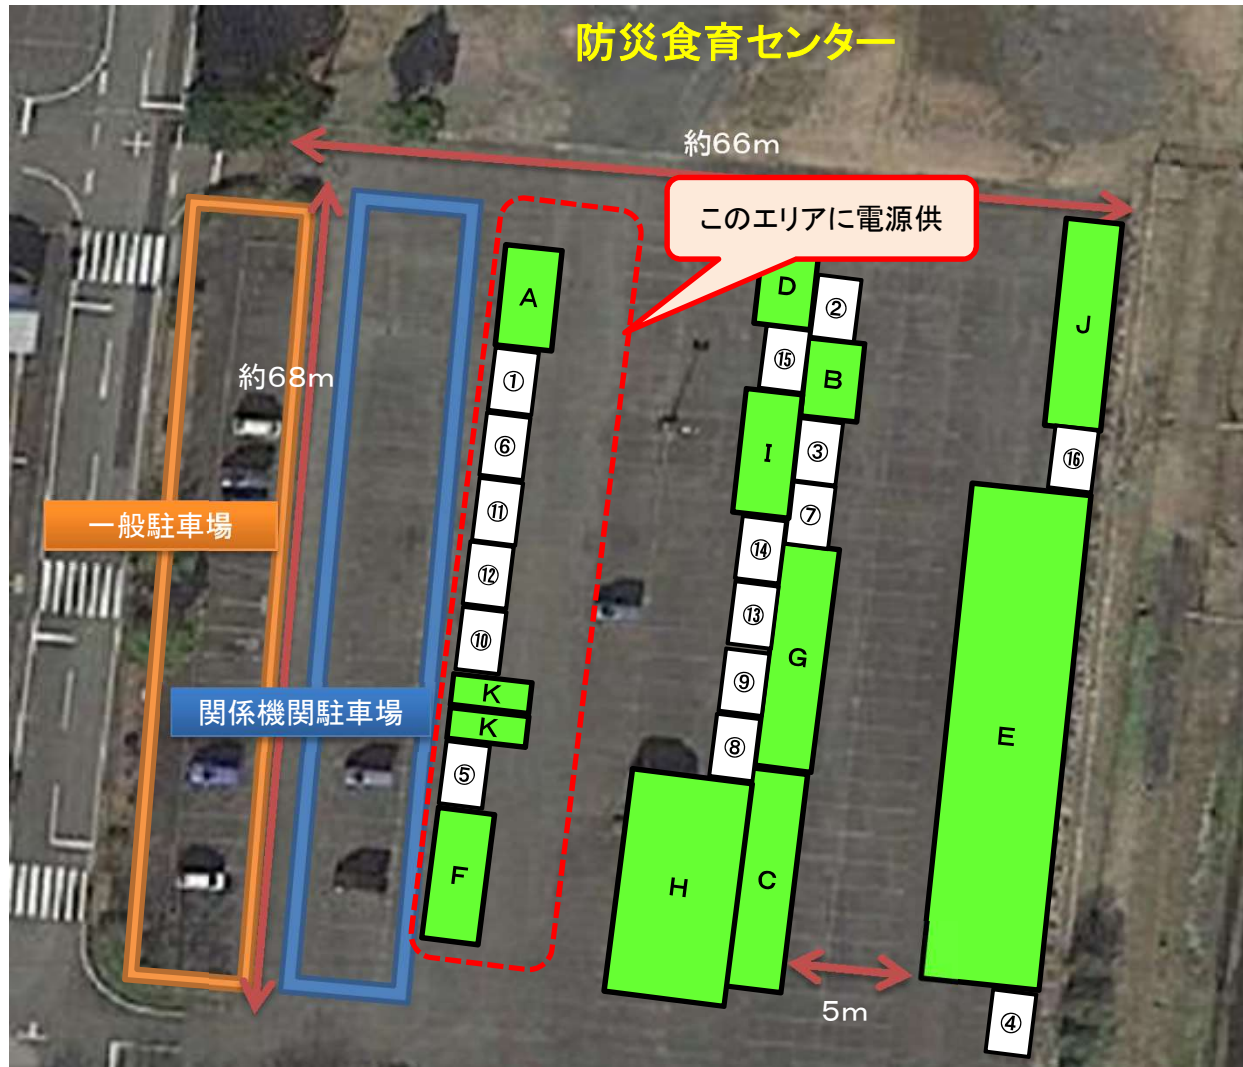 防災食育センター
約66m
このエリアに電源供
A
D
②
J
①
⑮
B
約68m
⑥
I
③
⑯
⑪
⑦
一般駐車場
⑭
⑫
⑬
⑩
G
⑨
K
関係機関駐車場
K
⑧
E
⑤
F
H
C
5m
④